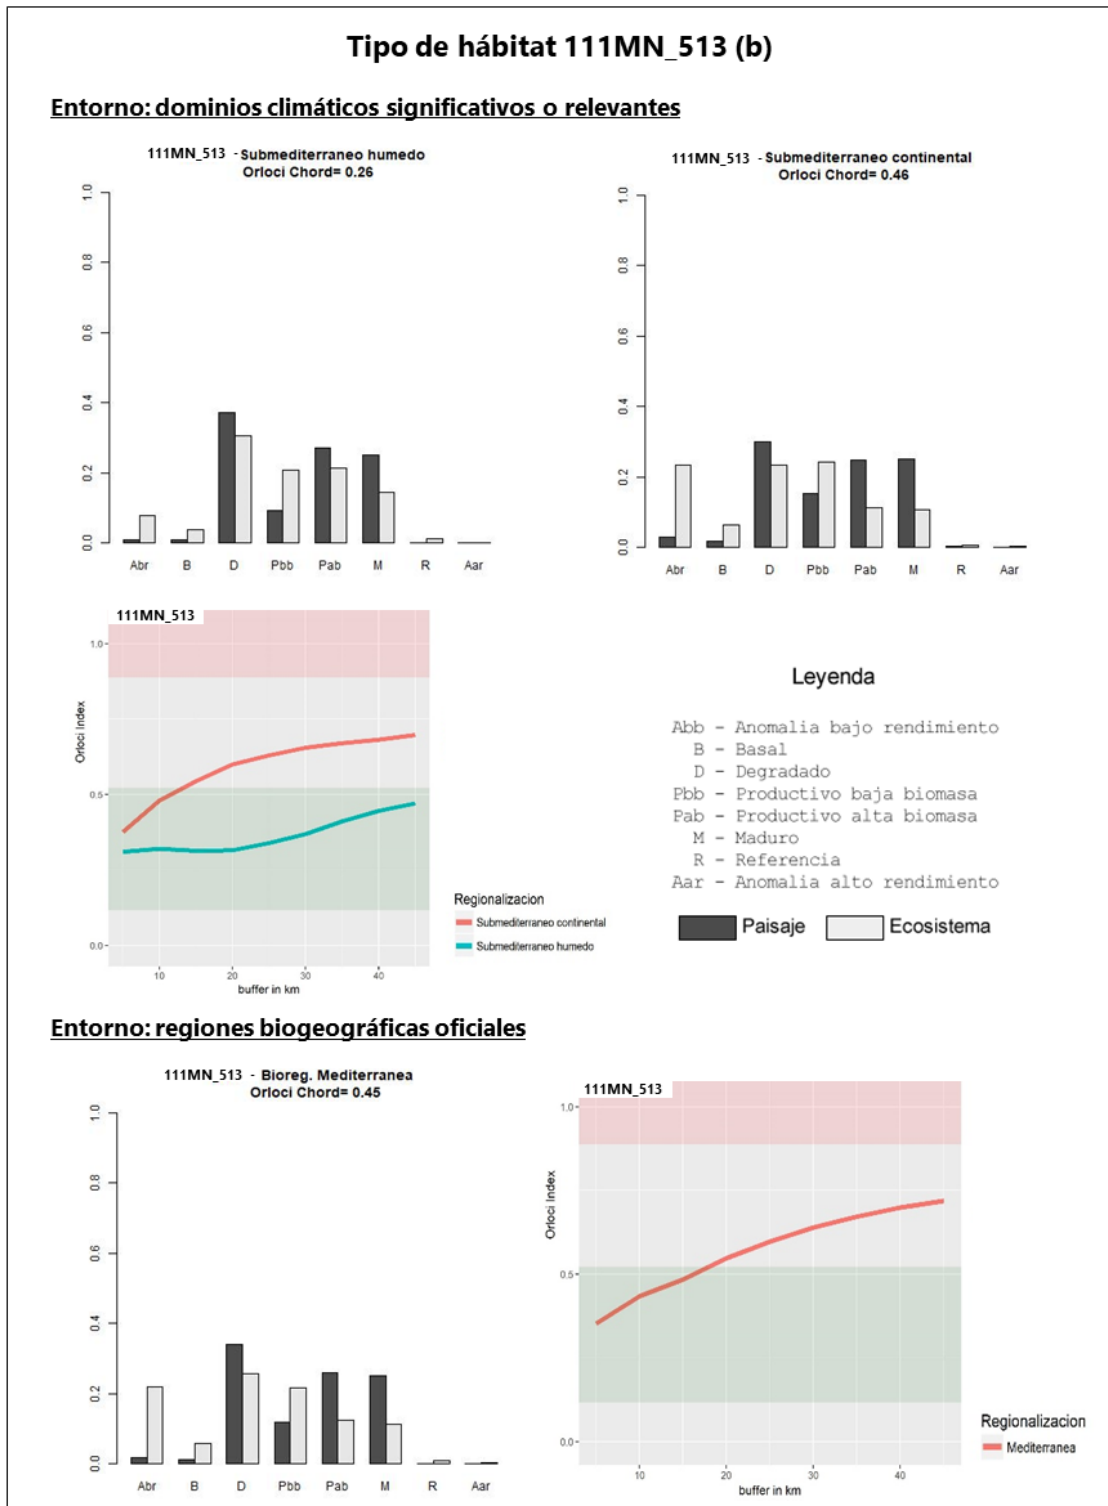 Tipo de hábitat 111MN_513 (b)
Entorno: dominios climáticos significativos o relevantes
111MN_513 - Submediterraneo humedo
Orloci Chord= 0.26
1.0
0.8
0.6
0.4
0.2
0.0
Abr B D Pbb Pab M R Aar
111MN_513 - Submediterraneo continental
Orloci Chord= 0.46
1.0
0.8
0.6
0.4
0.2
0.0
Abr B D Pbb Pab M R Aar
111MN_513
Orloci Index
1.0
0.5
0.0
10 20 30 40
buffer in km
Regionalizacion
Submediterraneo continental
Submediterraneo humedo
Leyenda
Abb - Anomalia bajo rendimiento
B - Basal
D - Degradado
Pbb - Productivo baja biomasa
Pab - Productivo alta biomasa
M - Maduro
R - Referencia
Aar - Anomalia alto rendimiento
Paisaje Ecosistema
Entorno: regiones biogeográficas oficiales
111MN_513 - Bioreg. Mediterranea
Orloci Chord= 0.45
1.0
0.8
0.6
0.4
0.2
0.0
Abr B D Pbb Pab M R Aar
111MN_513
Orloci Index
1.0
0.5
0.0
10 20 30 40
buffer in km
Regionalizacion
Mediterranea